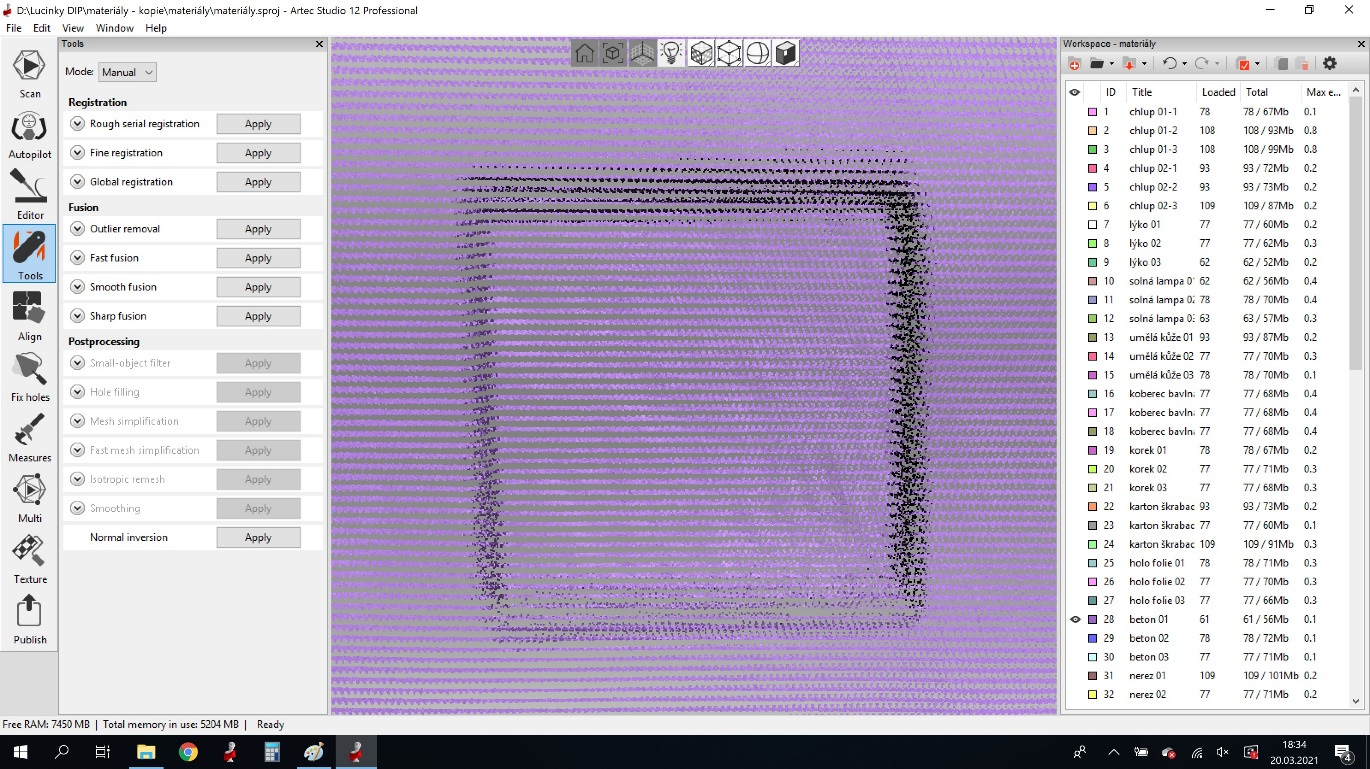 D:\Lucinky DIP\materiály - kopie\materiály\materiály.sproj - Artec Studio 12 Professional
File Edit View Window Help
Tools
Mode: Manual
Scan
Autopilot
Editor
Tools
Align
Fix holes
Measures
Multi
Texture
Publish
Registration
Rough serial registration Apply
Fine registration Apply
Global registration Apply
Fusion
Outlier removal Apply
Fast fusion Apply
Smooth fusion Apply
Sharp fusion Apply
Postprocessing
Small-object filter Apply
Hole filling Apply
Mesh simplification Apply
Fast mesh simplification Apply
Isotropic remesh Apply
Smoothing Apply
Normal inversion Apply
Workspace - materiály
ID Title Loaded Total Max e...
1 chlup 01-1 78 78 / 67Mb 0.1
2 chlup 01-2 108 108 / 93Mb 0.8
3 chlup 01-3 108 108 / 99Mb 0.8
4 chlup 02-1 93 93 / 72Mb 0.2
5 chlup 02-2 93 93 / 73Mb 0.2
6 chlup 02-3 109 109 / 87Mb 0.2
7 lýko 01 77 77 / 60Mb 0.2
8 lýko 02 77 77 / 62Mb 0.3
9 lýko 03 62 62 / 52Mb 0.2
10 solná lampa 0 62 62 / 56Mb 0.4
11 solná lampa 0 78 78 / 70Mb 0.4
12 solná lampa 0 63 63 / 57Mb 0.3
13 umělá kůže 01 93 93 / 87Mb 0.2
14 umělá kůže 02 77 77 / 70Mb 0.3
15 umělá kůže 03 78 78 / 70Mb 0.1
16 koberec bavln 77 77 / 68Mb 0.4
17 koberec bavln 77 77 / 68Mb 0.4
18 koberec bavln 77 77 / 68Mb 0.4
19 korek 01 78 78 / 67Mb 0.2
20 korek 02 77 77 / 71Mb 0.3
21 korek 03 77 77 / 68Mb 0.3
22 karton škrabac 93 93 / 73Mb 0.2
23 karton škrabac 77 77 / 60Mb 0.1
24 karton škrabac 109 109 / 91Mb 0.3
25 holo folie 01 78 78 / 71Mb 0.3
26 holo folie 02 77 77 / 70Mb 0.3
27 holo folie 03 77 77 / 66Mb 0.3
28 beton 01 61 61 / 56Mb 0.1
29 beton 02 78 78 / 72Mb 0.1
30 beton 03 77 77 / 71Mb 0.1
31 nerez 01 109 109 / 101Mb 0.2
32 nerez 02 77 77 / 71Mb 0.2
Free RAM: 7450 MB | Total memory in use: 5204 MB | Ready
18:34
20.03.2021
4